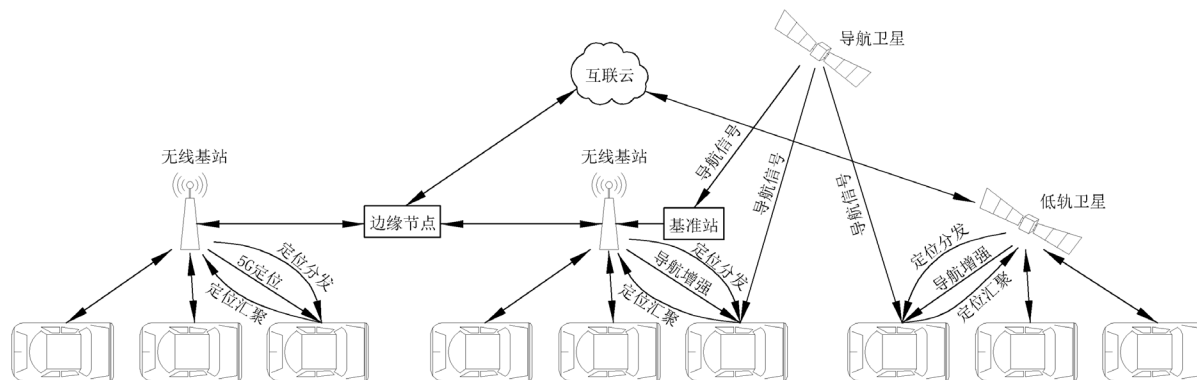 导航卫星
互联云
无线基站
无线基站
导航信号
导航信号
导航信号
低轨卫星
边缘节点
基准站
定位分发
5G定位
定位汇聚
定位分发
导航增强
定位汇聚
定位分发
导航增强
定位汇聚